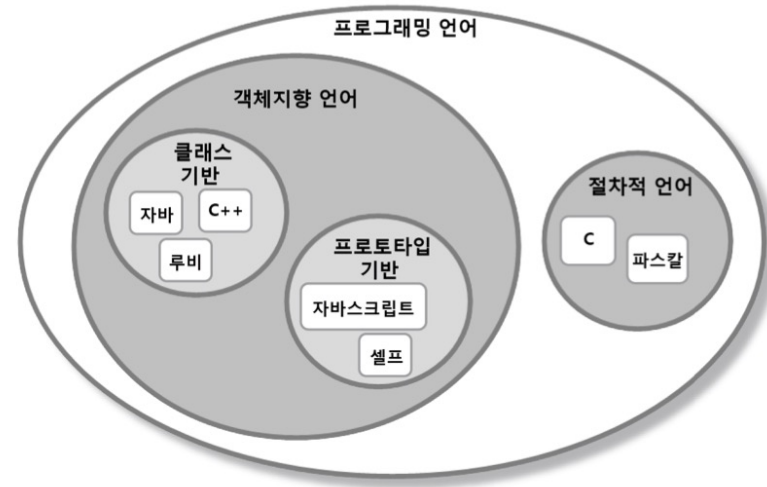 프로그래밍 언어
객체지향 언어
클래스
기반
자바
C++
루비
프로토타입
기반
자바스크립트
셀프
절차적 언어
C
파스칼